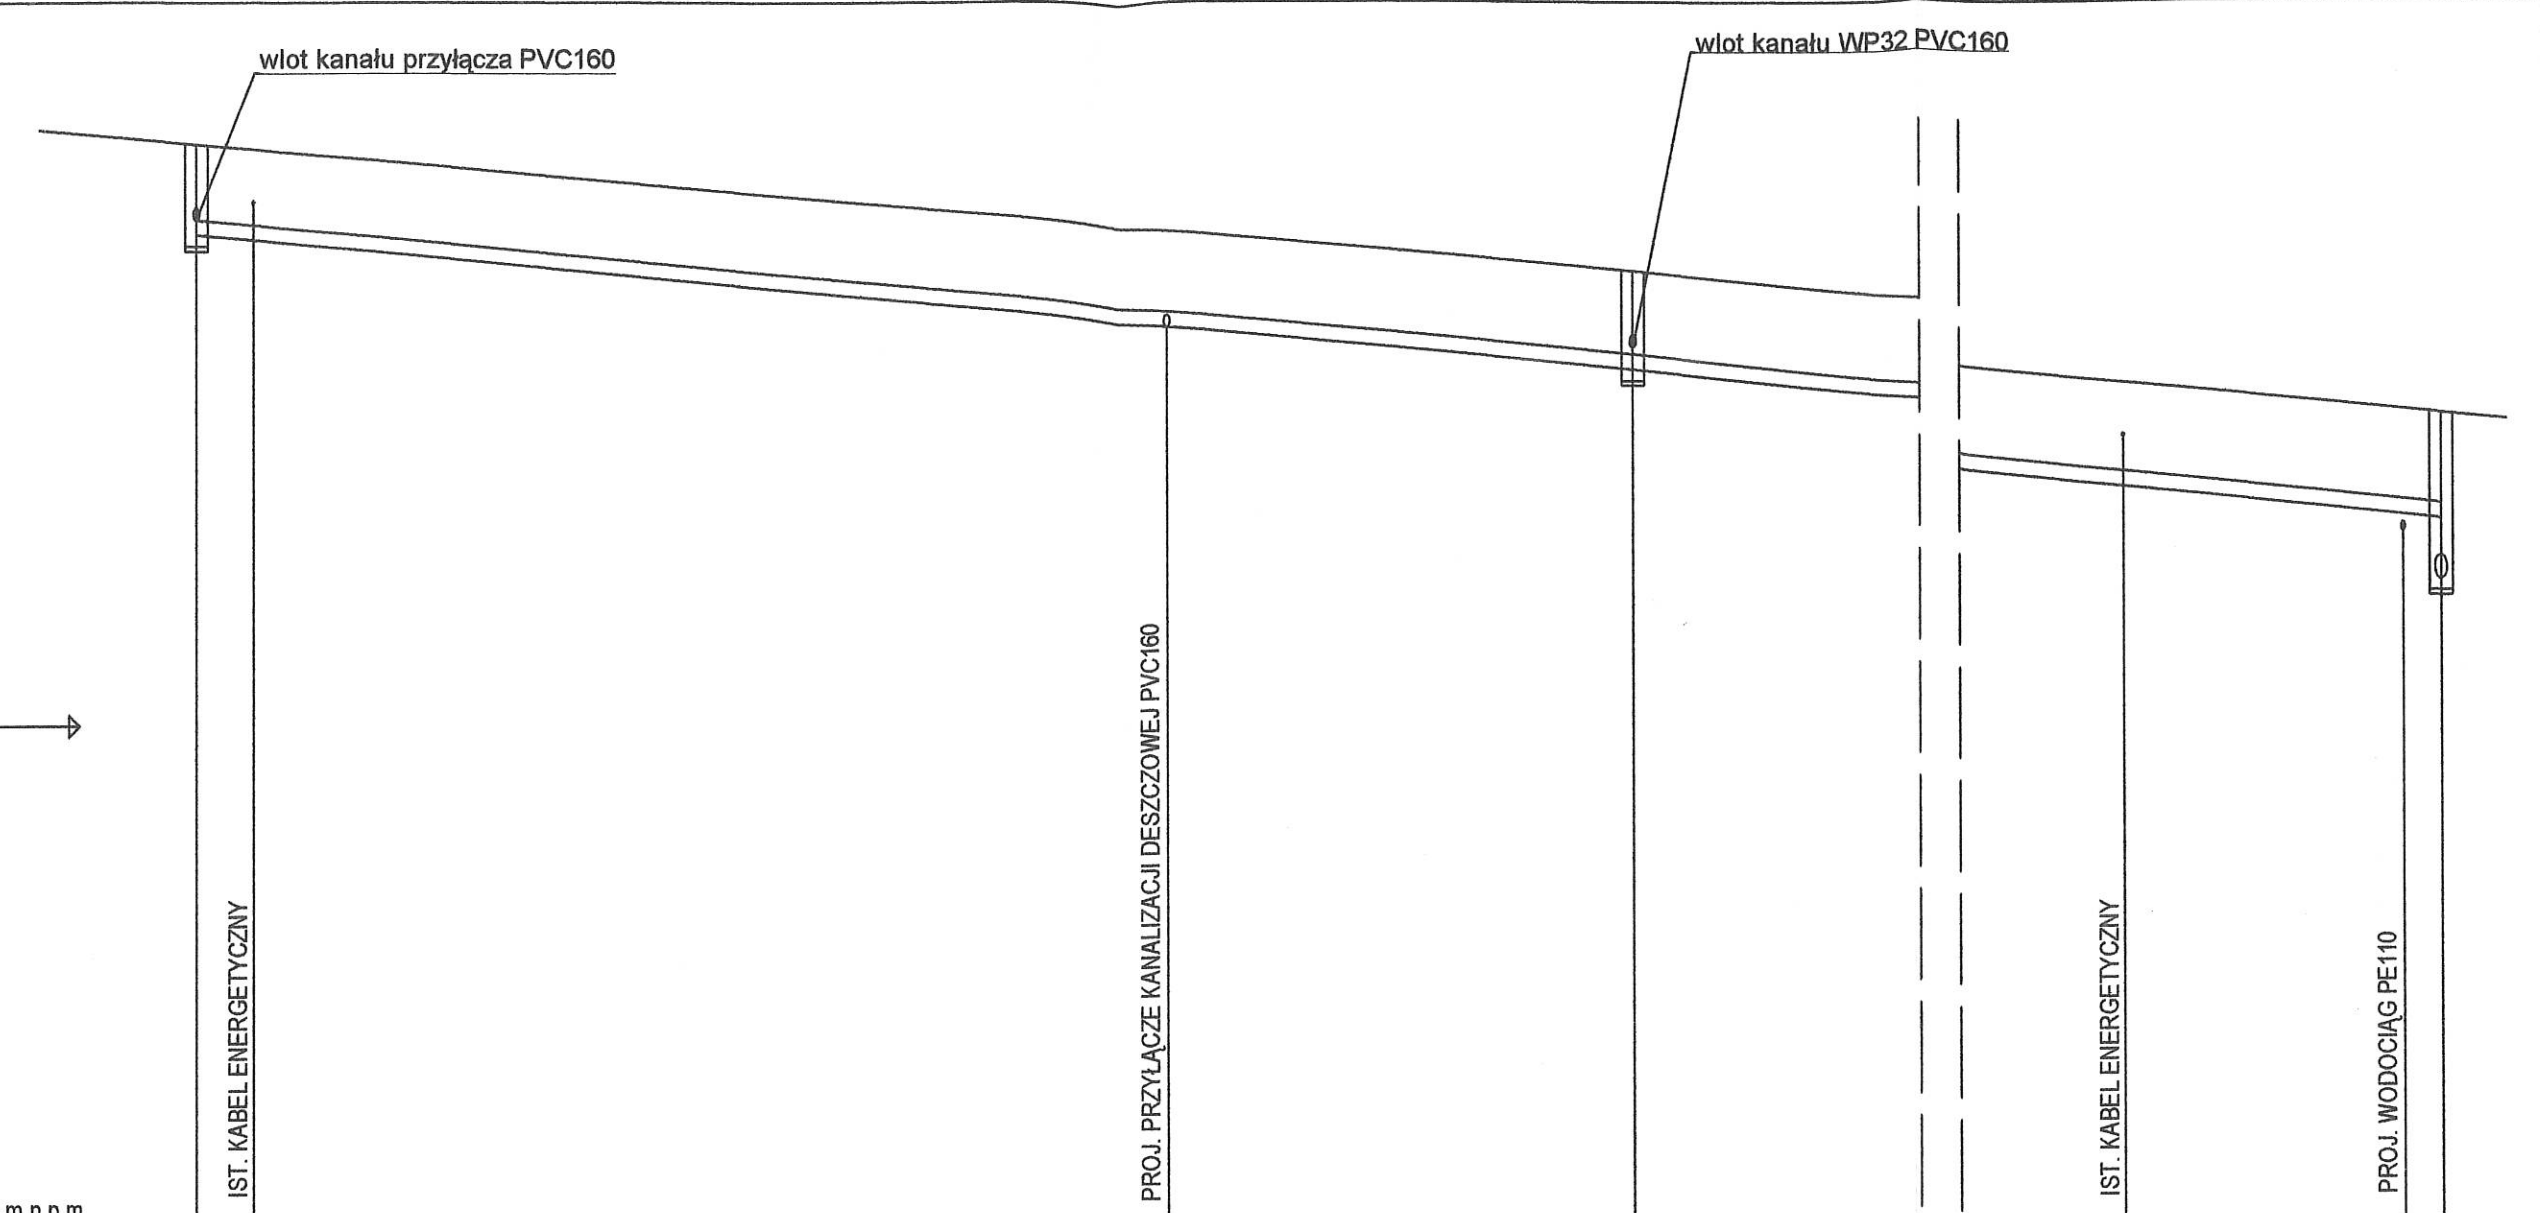 wlot kanału przyłącza PVC160
wlot kanału WP32 PVC160
IST. KABEL ENERGETYCZNY
PROJ. PRZYŁĄCZE KANALIZACJI DESZCZOWEJ PVC160
IST. KABEL ENERGETYCZNY
PROJ. WODOCIĄG PE110
m n.p.m.